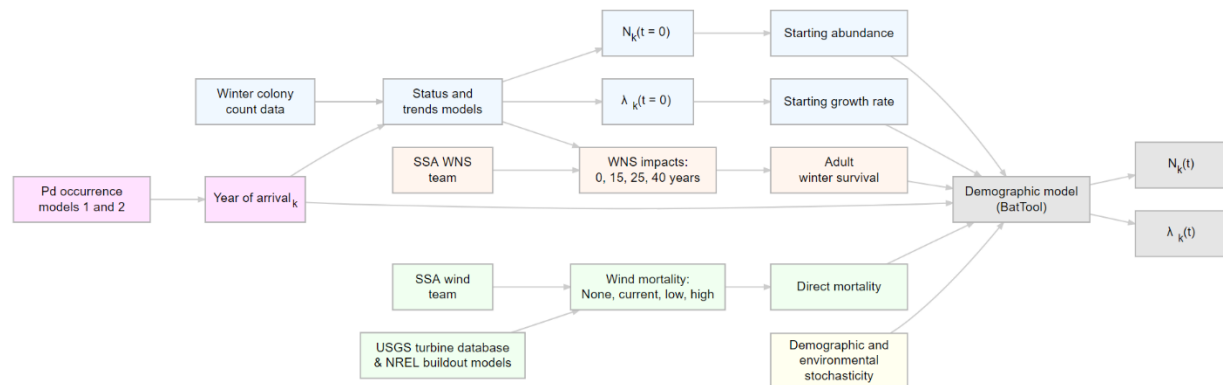 N_k(t = 0)
Starting abundance
Winter colony
count data
Status and
trends models
λ_k(t = 0)
Starting growth rate
SSA WNS
team
WNS impacts:
0, 15, 25, 40 years
Adult
winter survival
Pd occurrence
models 1 and 2
Year of arrival_k
Demographic model
(BatTool)
N_k(t)
λ_k(t)
SSA wind
team
Wind mortality:
None, current, low, high
Direct mortality
USGS turbine database
& NREL buildout models
Demographic and
environmental
stochasticity